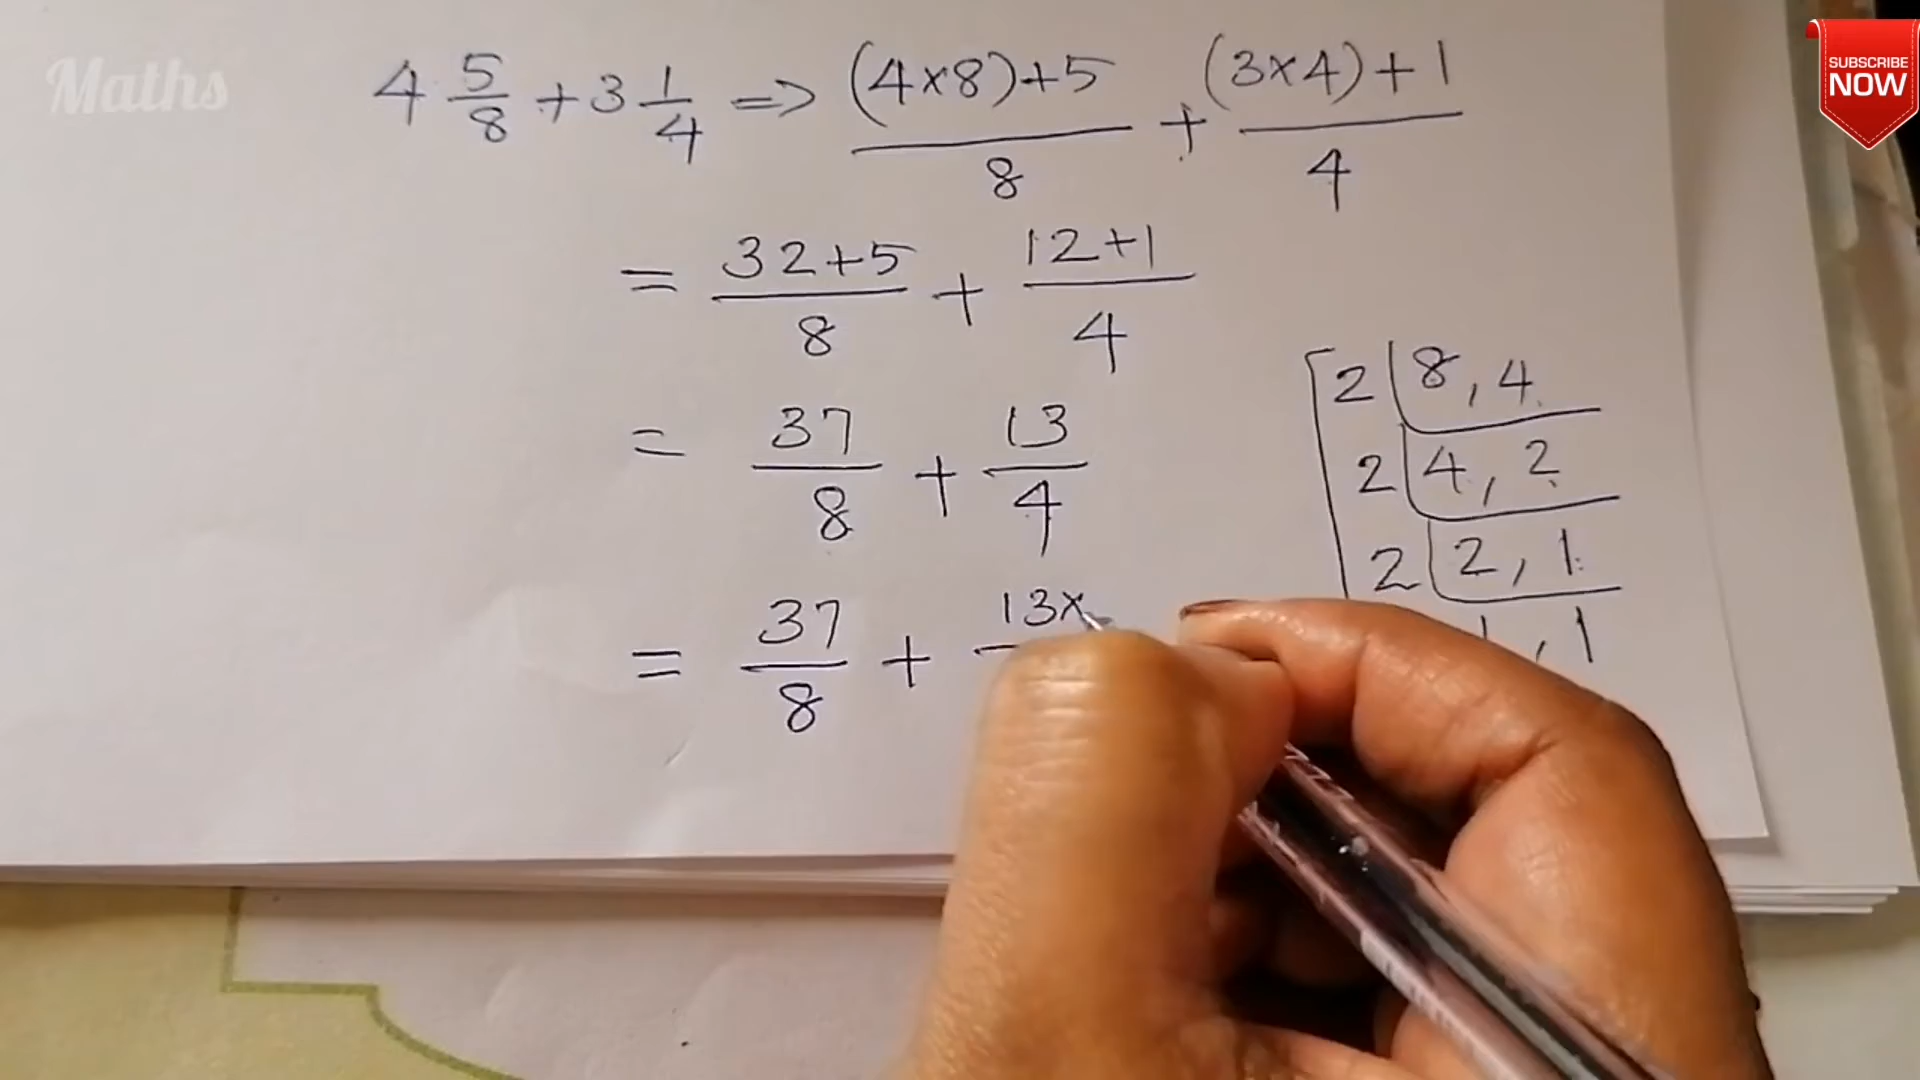 Maths
SUBSCRIBE
NOW
4 5/8 + 3 1/4 => (4×8)+5/8 + (3×4)+1/4
= 32+5/8 + 12+1/4
= 37/8 + 13/4
= 37/8 + 13×
2 | 8, 4
2 | 4, 2
2 | 2, 1
1, 1